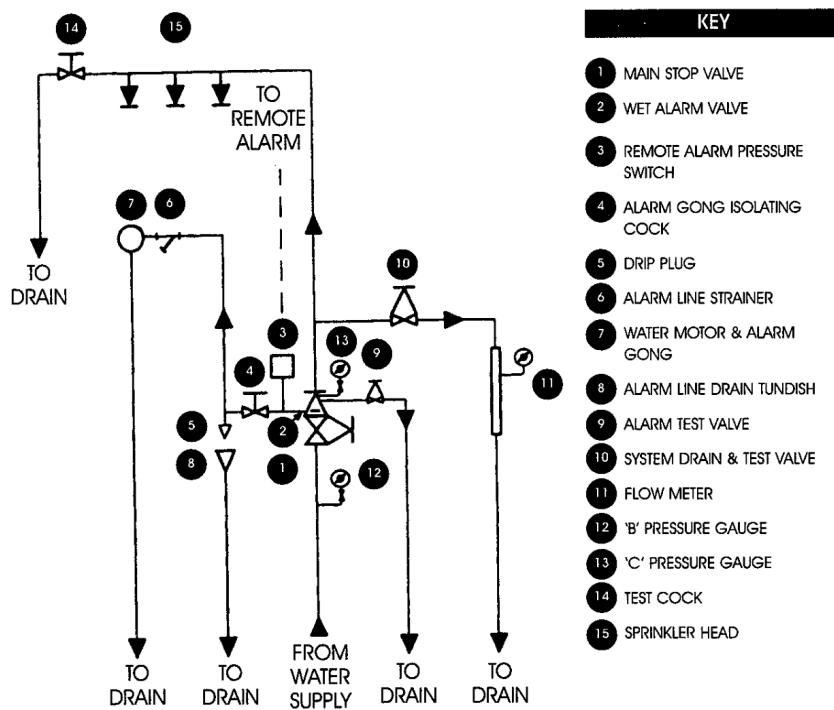 14
15
TO
REMOTE
ALARM
7
6
TO
DRAIN
10
3
13
9
4
11
5
2
8
1
12
TO
DRAIN
TO
DRAIN
FROM
WATER
SUPPLY
TO
DRAIN
TO
DRAIN
KEY
1 MAIN STOP VALVE
2 WET ALARM VALVE
3 REMOTE ALARM PRESSURE
SWITCH
4 ALARM GONG ISOLATING
COCK
5 DRIP PLUG
6 ALARM LINE STRAINER
7 WATER MOTOR & ALARM
GONG
8 ALARM LINE DRAIN TUNDISH
9 ALARM TEST VALVE
10 SYSTEM DRAIN & TEST VALVE
11 FLOW METER
12 'B' PRESSURE GAUGE
13 'C' PRESSURE GAUGE
14 TEST COCK
15 SPRINKLER HEAD